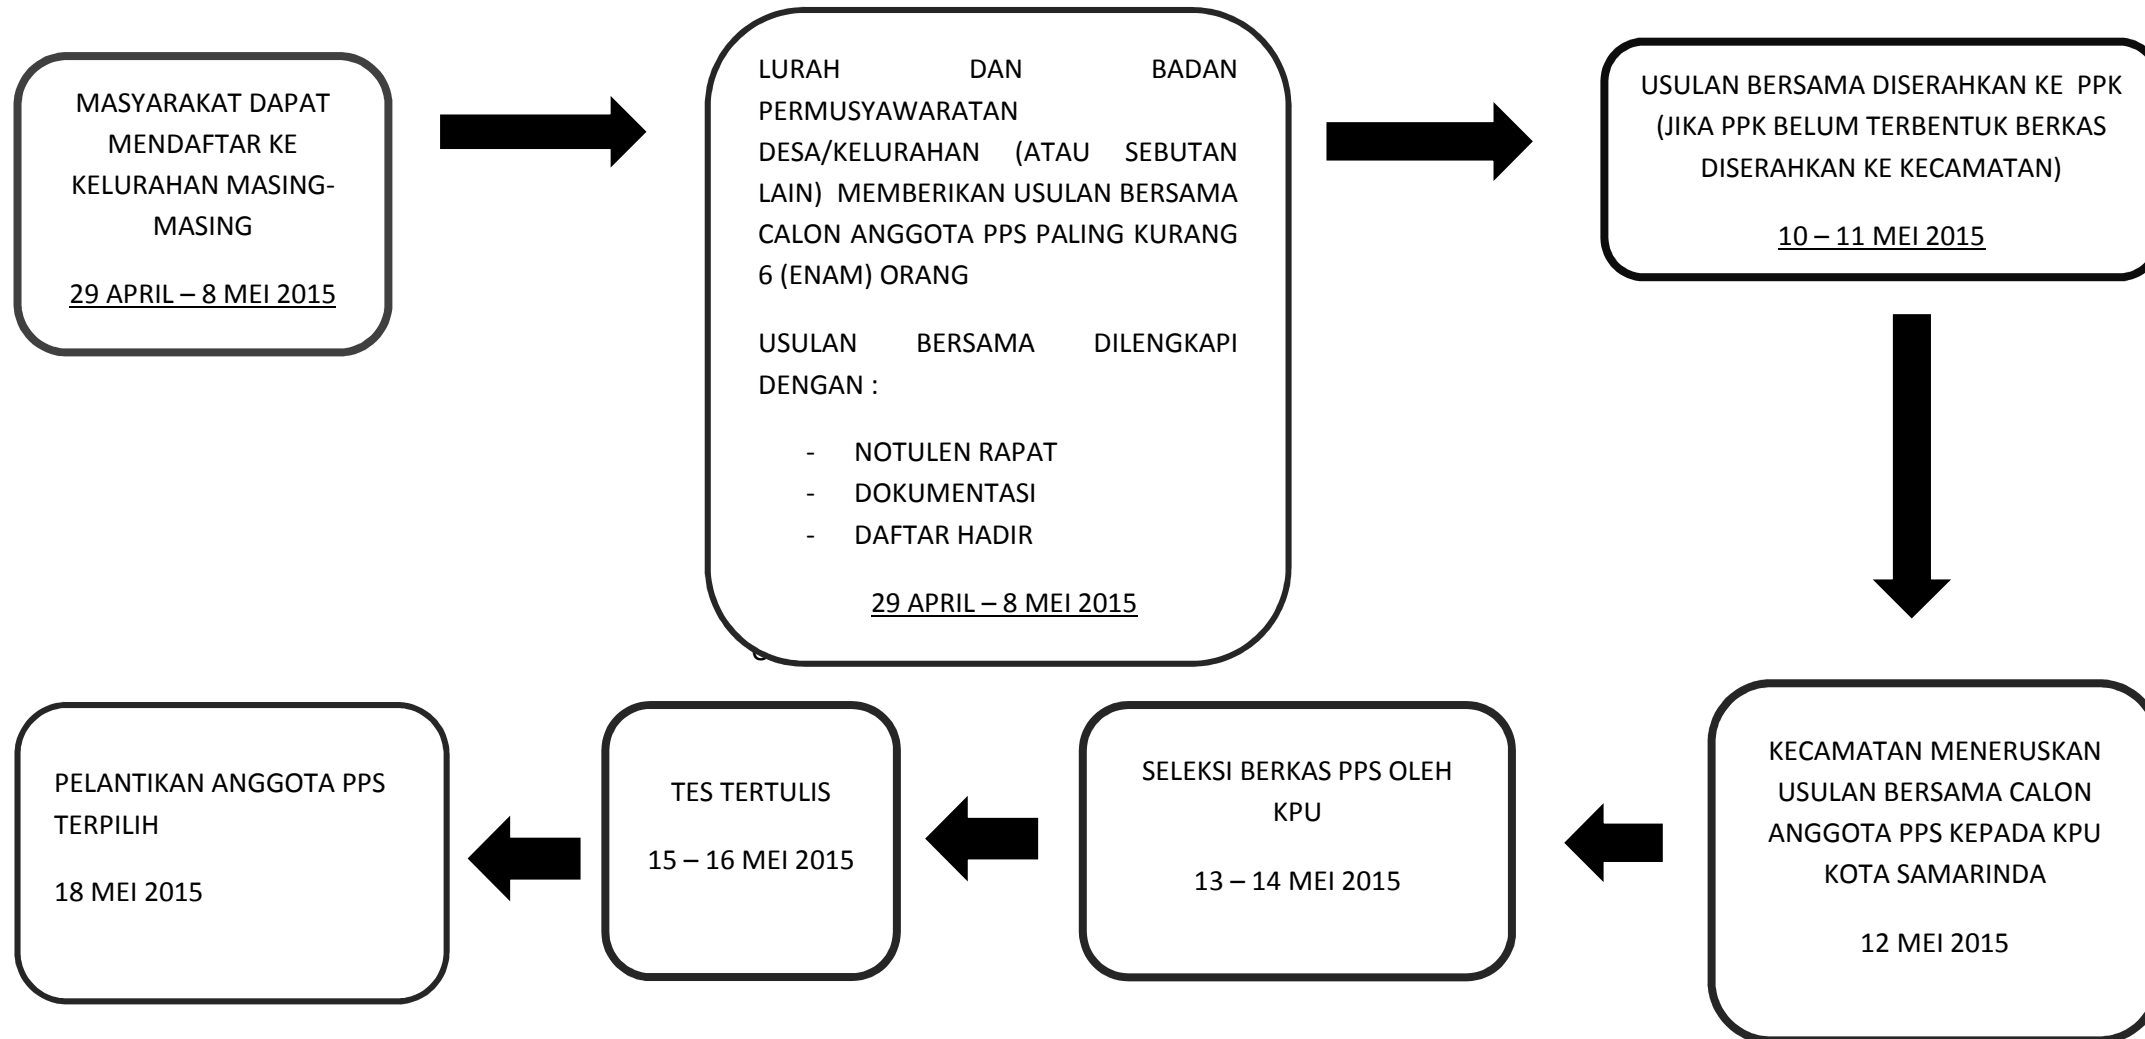 MASYARAKAT DAPAT
MENDAFTAR KE
KELURAHAN MASING-
MASING
29 APRIL – 8 MEI 2015
LURAH DAN BADAN
PERMUSYAWARATAN
DESA/KELURAHAN (ATAU SEBUTAN
LAIN) MEMBERIKAN USULAN BERSAMA
CALON ANGGOTA PPS PALING KURANG
6 (ENAM) ORANG
USULAN BERSAMA DILENGKAPI
DENGAN :
- NOTULEN RAPAT
- DOKUMENTASI
- DAFTAR HADIR
29 APRIL – 8 MEI 2015
USULAN BERSAMA DISERAHKAN KE PPK
(JIKA PPK BELUM TERBENTUK BERKAS
DISERAHKAN KE KECAMATAN)
10 – 11 MEI 2015
KECAMATAN MENERUSKAN
USULAN BERSAMA CALON
ANGGOTA PPS KEPADA KPU
KOTA SAMARINDA
12 MEI 2015
SELEKSI BERKAS PPS OLEH
KPU
13 – 14 MEI 2015
TES TERTULIS
15 – 16 MEI 2015
PELANTIKAN ANGGOTA PPS
TERPILIH
18 MEI 2015